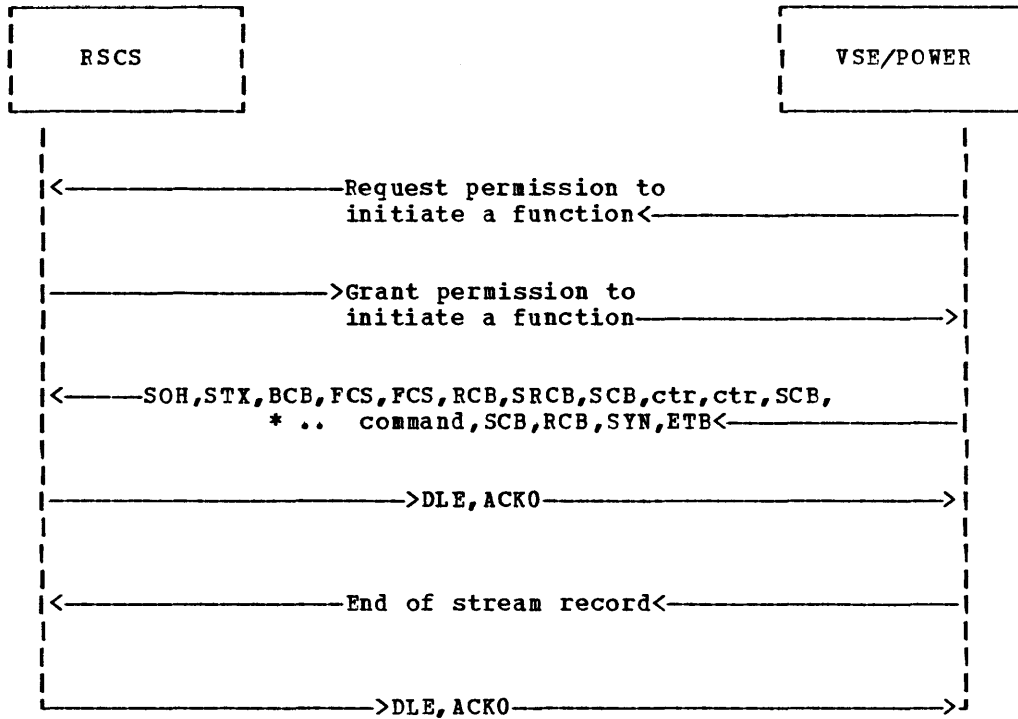 RSCS VSE/POWER
<————Request permission to
initiate a function<————
————>Grant permission to
initiate a function————>
<————SOH,STX,BCB,FCS,FCS,RCB,SRCB,SCB,ctr,ctr,SCB,
* .. command,SCB,RCB,SYN,ETB<————
————>DLE,ACK0————>
<————End of stream record<————
————>DLE,ACK0————>